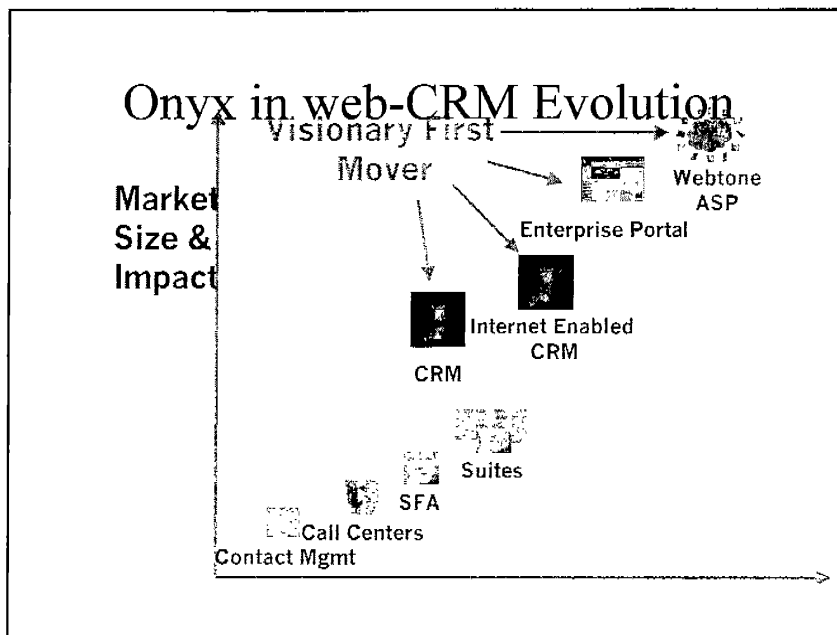 Onyx in web-CRM Evolution
Visionary First
Mover
Market
Size &
Impact
Webtone
ASP
Enterprise Portal
Internet Enabled
CRM
CRM
Suites
SFA
Call Centers
Contact Mgmt